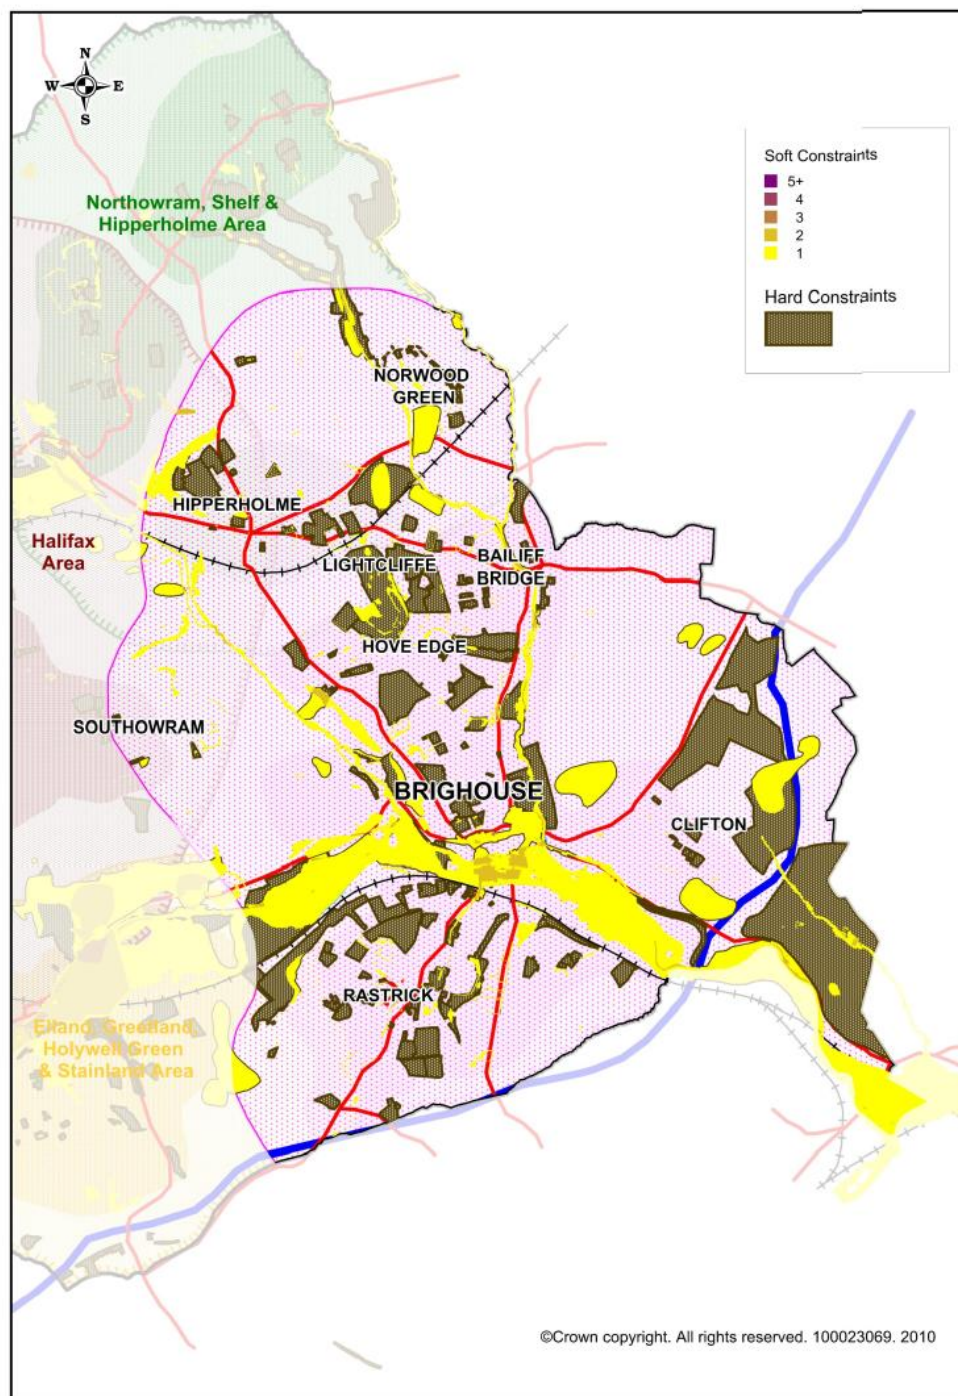 N
W E
S
Soft Constraints
5+
4
3
2
1
Hard Constraints
Northowram, Shelf &
Hipperholme Area
NORWOOD
GREEN
HIPPERHOLME
Halifax
Area
LIGHTCLIFFE
BAILIFF
BRIDGE
HOVE EDGE
SOUTHOWRAM
BRIGHOUSE
CLIFTON
RASTRICK
Elland, Greetland,
Holywell Green
& Stainland Area
©Crown copyright. All rights reserved. 100023069. 2010